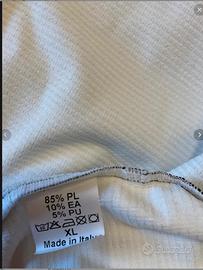 85% PL
10% EA
5% PU
XL
Made in Italy